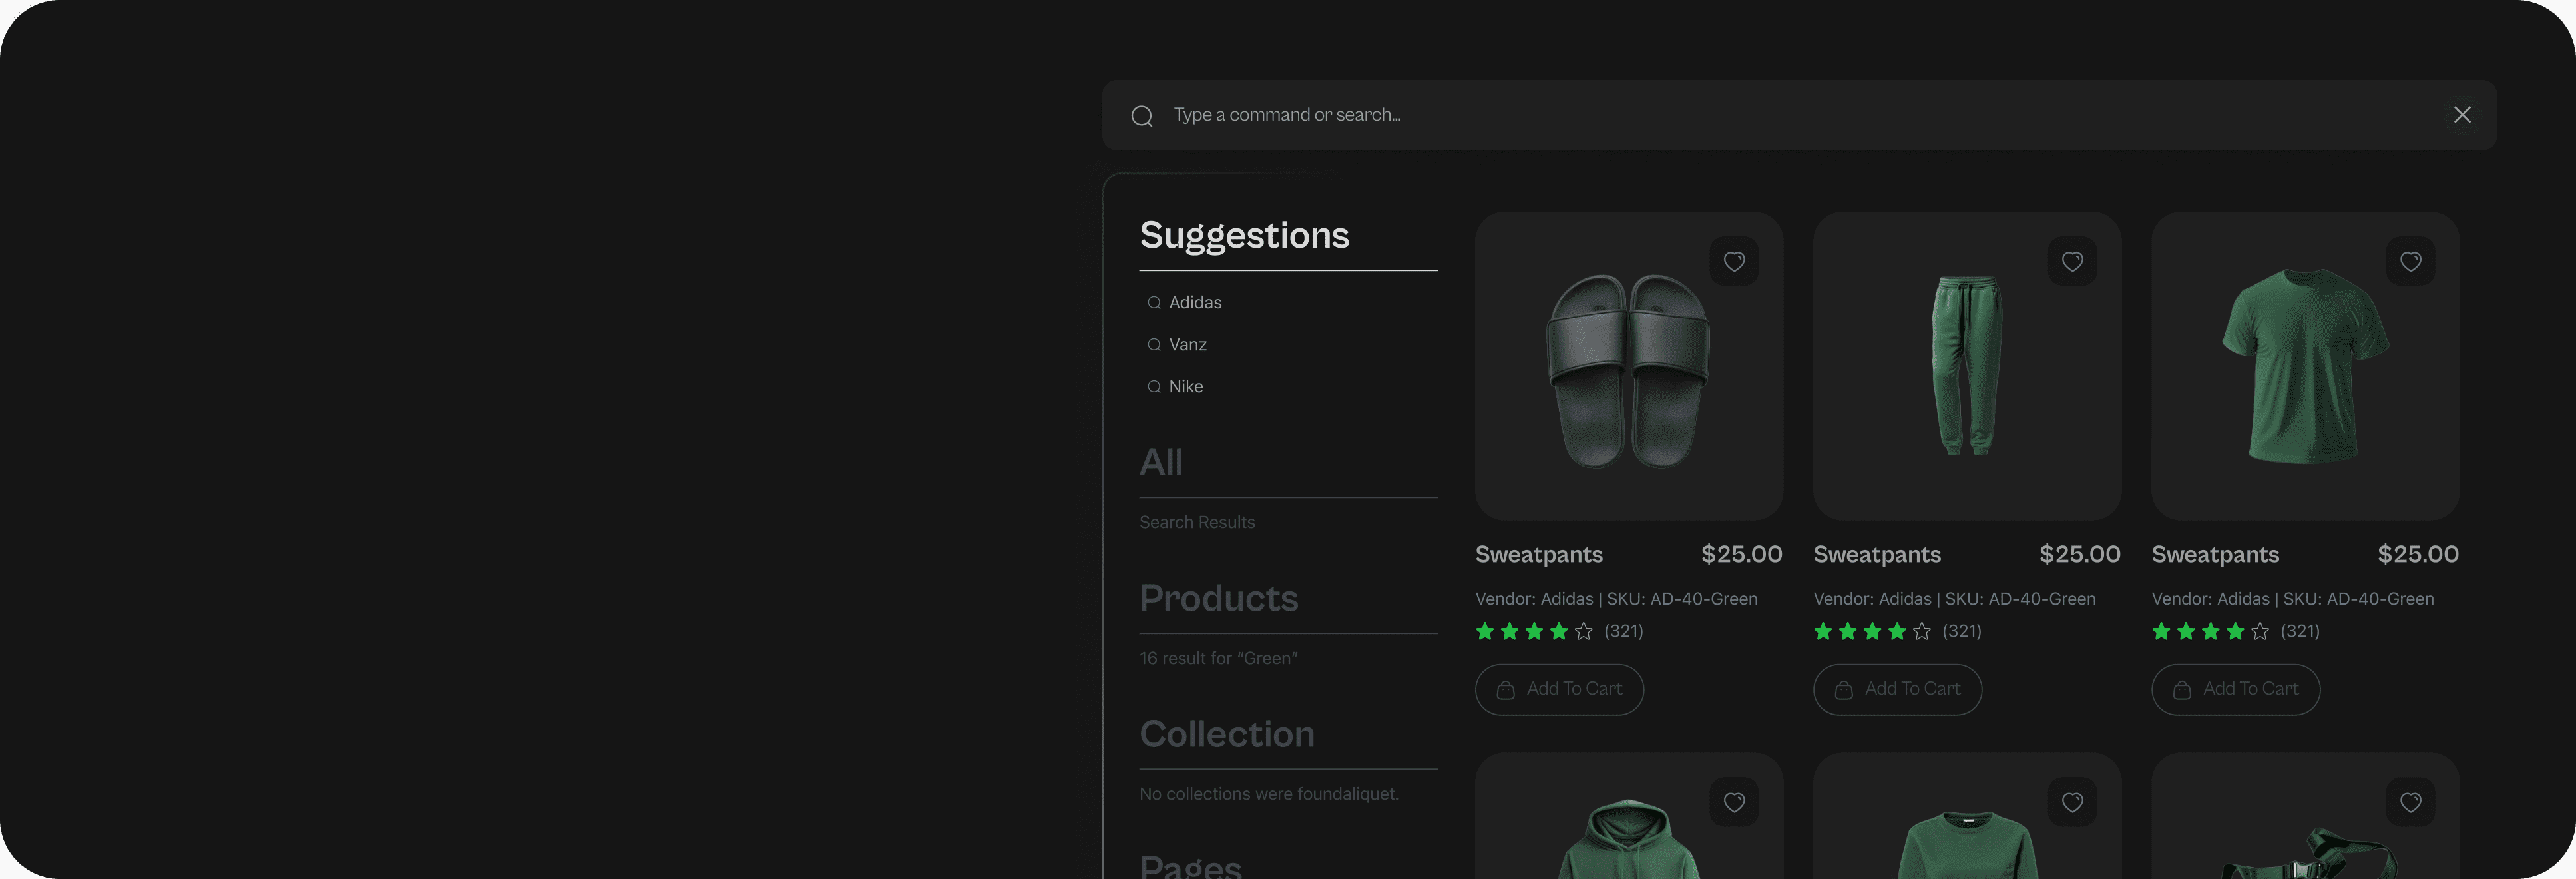 Type a command or search...
Suggestions
Adidas
Vanz
Nike
All
Search Results
Products
16 result for “Green”
Collection
No collections were foundaliquet.
Pages
Sweatpants $25.00
Vendor: Adidas | SKU: AD-40-Green
(321)
Add To Cart
Sweatpants $25.00
Vendor: Adidas | SKU: AD-40-Green
(321)
Add To Cart
Sweatpants $25.00
Vendor: Adidas | SKU: AD-40-Green
(321)
Add To Cart